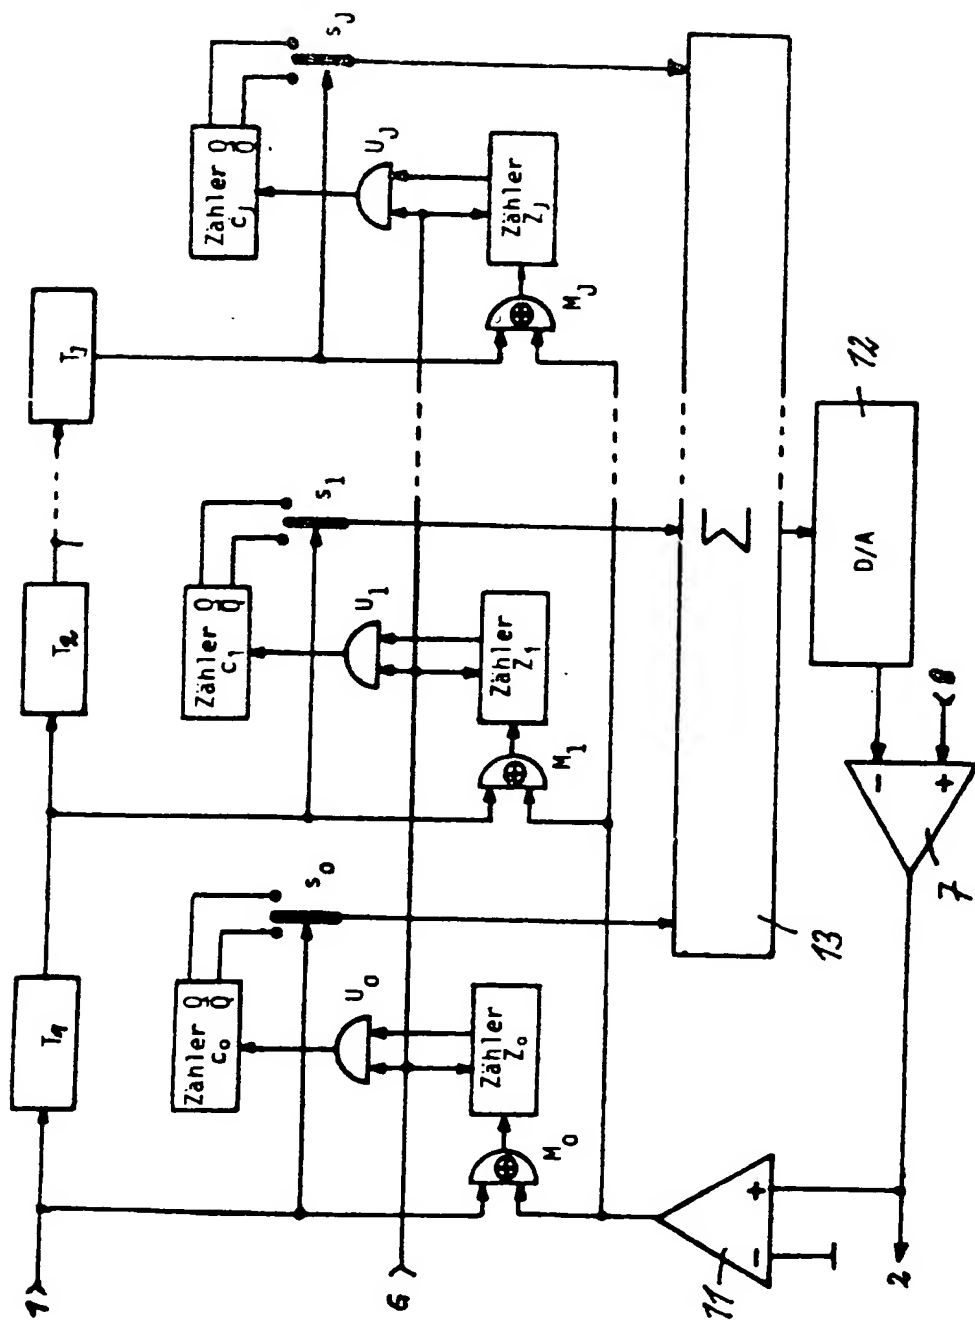 1
T1
T2
TJ
Zähler Q
c0 Q̅
s0
Zähler Q
c1 Q̅
s1
Zähler Q
cJ Q̅
sJ
U0
U1
UJ
6
Zähler
Z0
Zähler
Z1
Zähler
ZJ
M0
M1
MJ
Σ
13
11
− +
D/A
12
− +
8
7
2